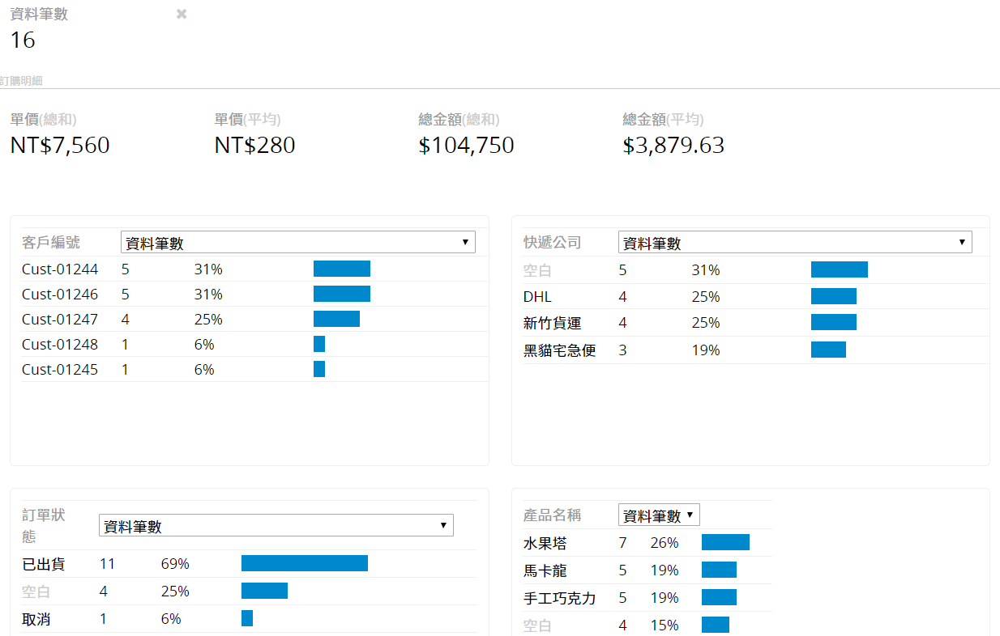 資料筆數 ✖
16
訂購明細
單價(總和) 單價(平均) 總金額(總和) 總金額(平均)
NT$7,560 NT$280 $104,750 $3,879.63
客戶編號 資料筆數 ▼
Cust-01244 5 31%
Cust-01246 5 31%
Cust-01247 4 25%
Cust-01248 1 6%
Cust-01245 1 6%
快遞公司 資料筆數 ▼
空白 5 31%
DHL 4 25%
新竹貨運 4 25%
黑貓宅急便 3 19%
訂單狀態 資料筆數 ▼
已出貨 11 69%
空白 4 25%
取消 1 6%
產品名稱 資料筆數 ▼
水果塔 7 26%
馬卡龍 5 19%
手工巧克力 5 19%
空白 4 15%